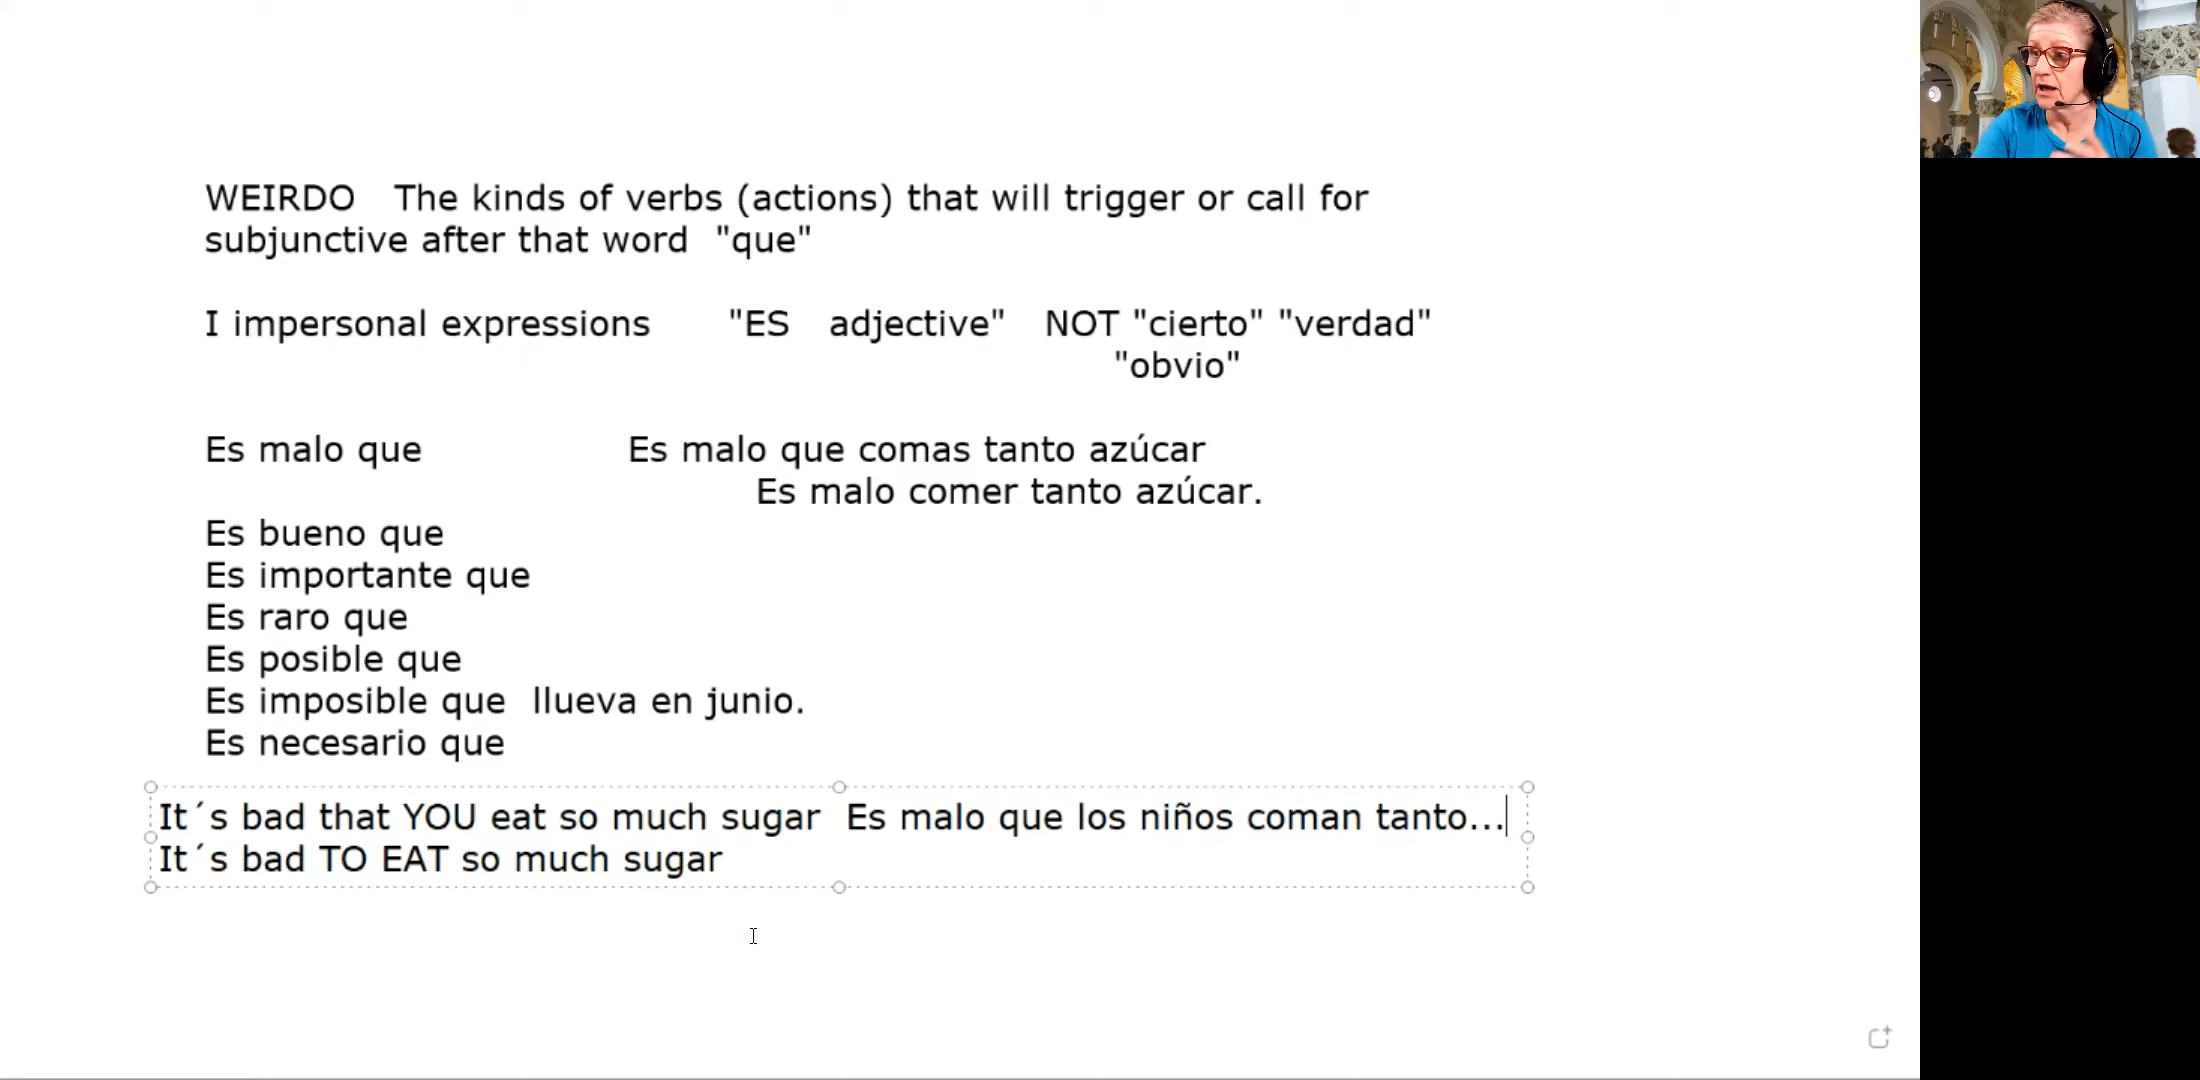 WEIRDO The kinds of verbs (actions) that will trigger or call for
subjunctive after that word "que"
I impersonal expressions "ES adjective" NOT "cierto" "verdad"
"obvio"
Es malo que Es malo que comas tanto azúcar
Es malo comer tanto azúcar.
Es bueno que
Es importante que
Es raro que
Es posible que
Es imposible que llueva en junio.
Es necesario que
It´s bad that YOU eat so much sugar Es malo que los niños coman tanto...
It´s bad TO EAT so much sugar